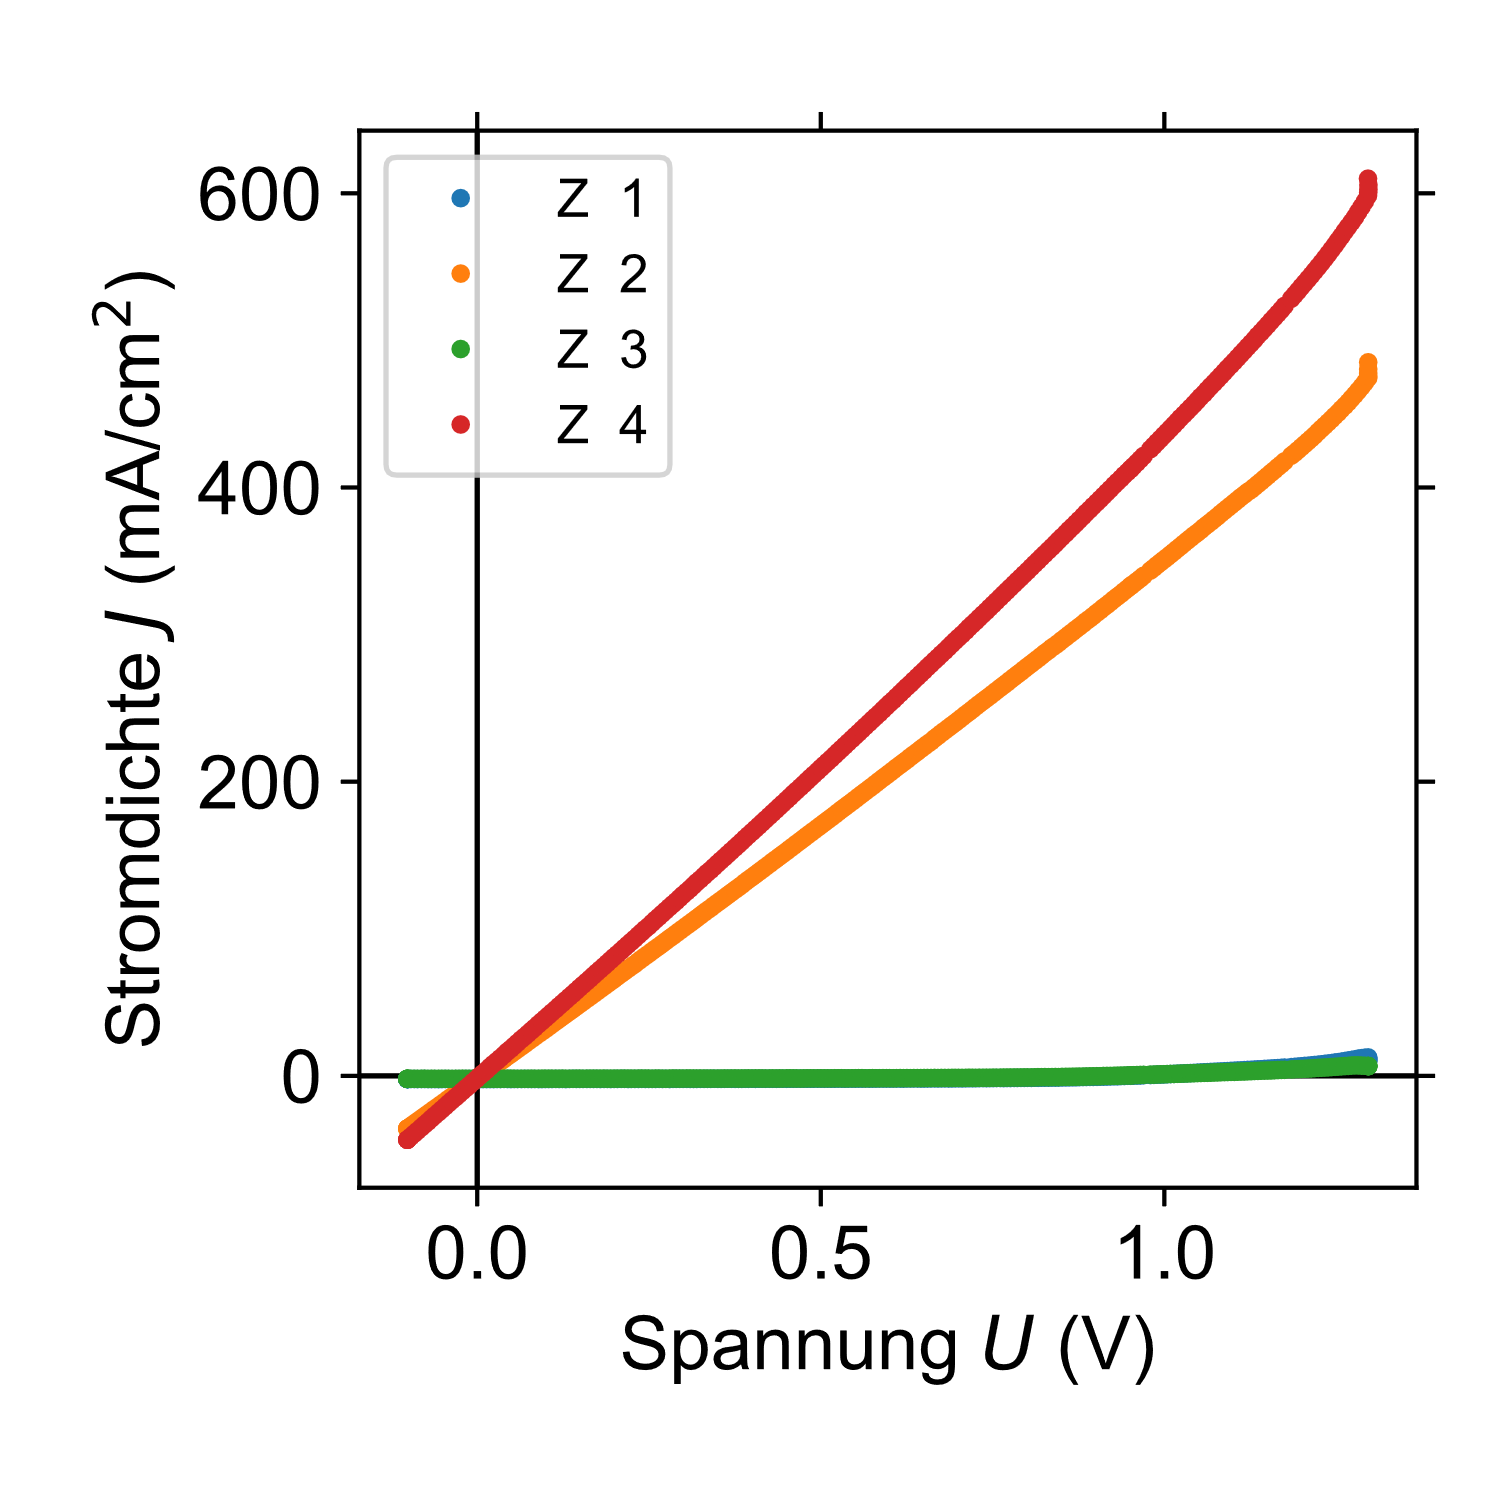 Z 1
Z 2
Z 3
Z 4
600
400
200
0
Stromdichte J (mA/cm²)
0.0 0.5 1.0
Spannung U (V)